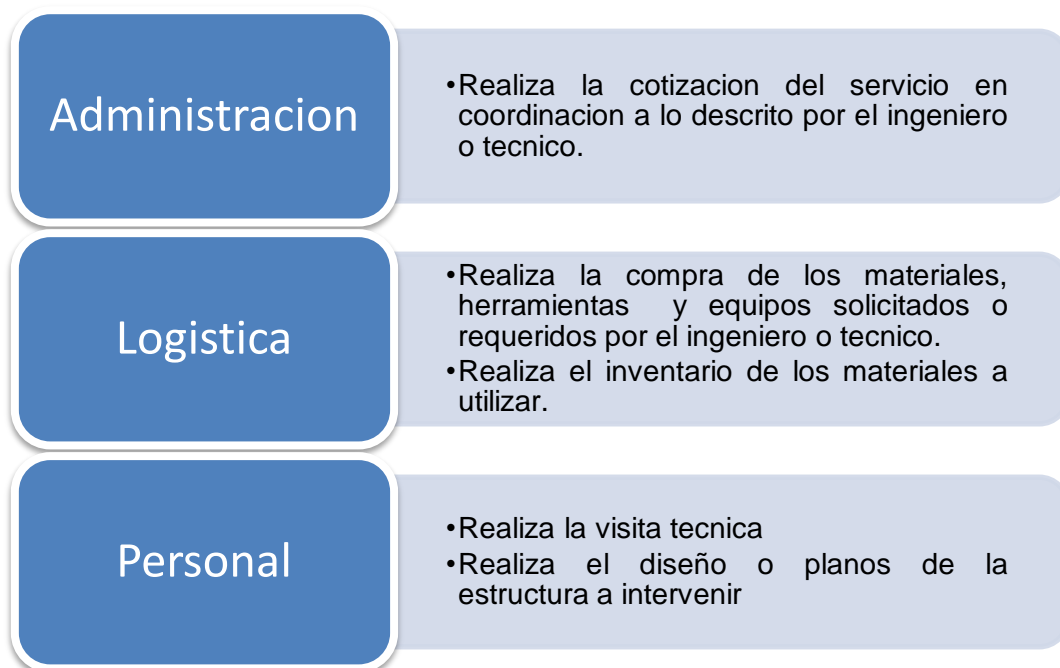 Administracion
•Realiza la cotizacion del servicio en
coordinacion a lo descrito por el ingeniero
o tecnico.
Logistica
•Realiza la compra de los materiales,
herramientas y equipos solicitados o
requeridos por el ingeniero o tecnico.
•Realiza el inventario de los materiales a
utilizar.
Personal
•Realiza la visita tecnica
•Realiza el diseño o planos de la
estructura a intervenir